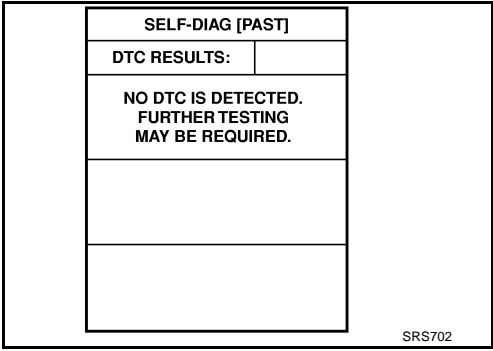 SELF-DIAG [PAST]
DTC RESULTS:
NO DTC IS DETECTED.
FURTHER TESTING
MAY BE REQUIRED.
SRS702